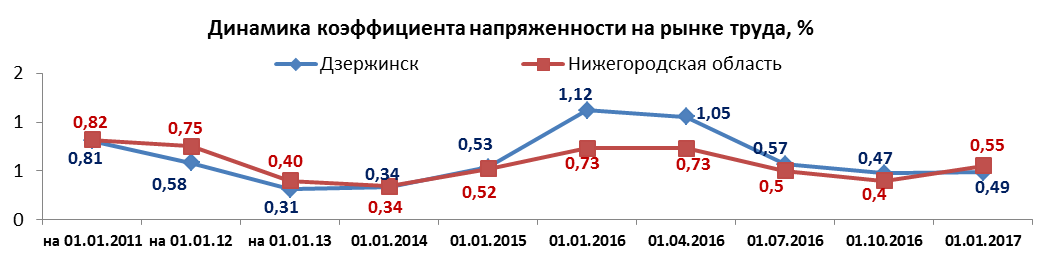 Динамика коэффициента напряженности на рынке труда, %
Дзержинск Нижегородская область
2
1
1
0
0,82 0,75 0,40 0,34 0,53 1,12 1,05 0,57 0,47 0,55
0,81 0,58 0,31 0,34 0,52 0,73 0,73 0,5 0,4 0,49
на 01.01.2011 на 01.01.12 на 01.01.13 01.01.2014 01.01.2015 01.01.2016 01.04.2016 01.07.2016 01.10.2016 01.01.2017